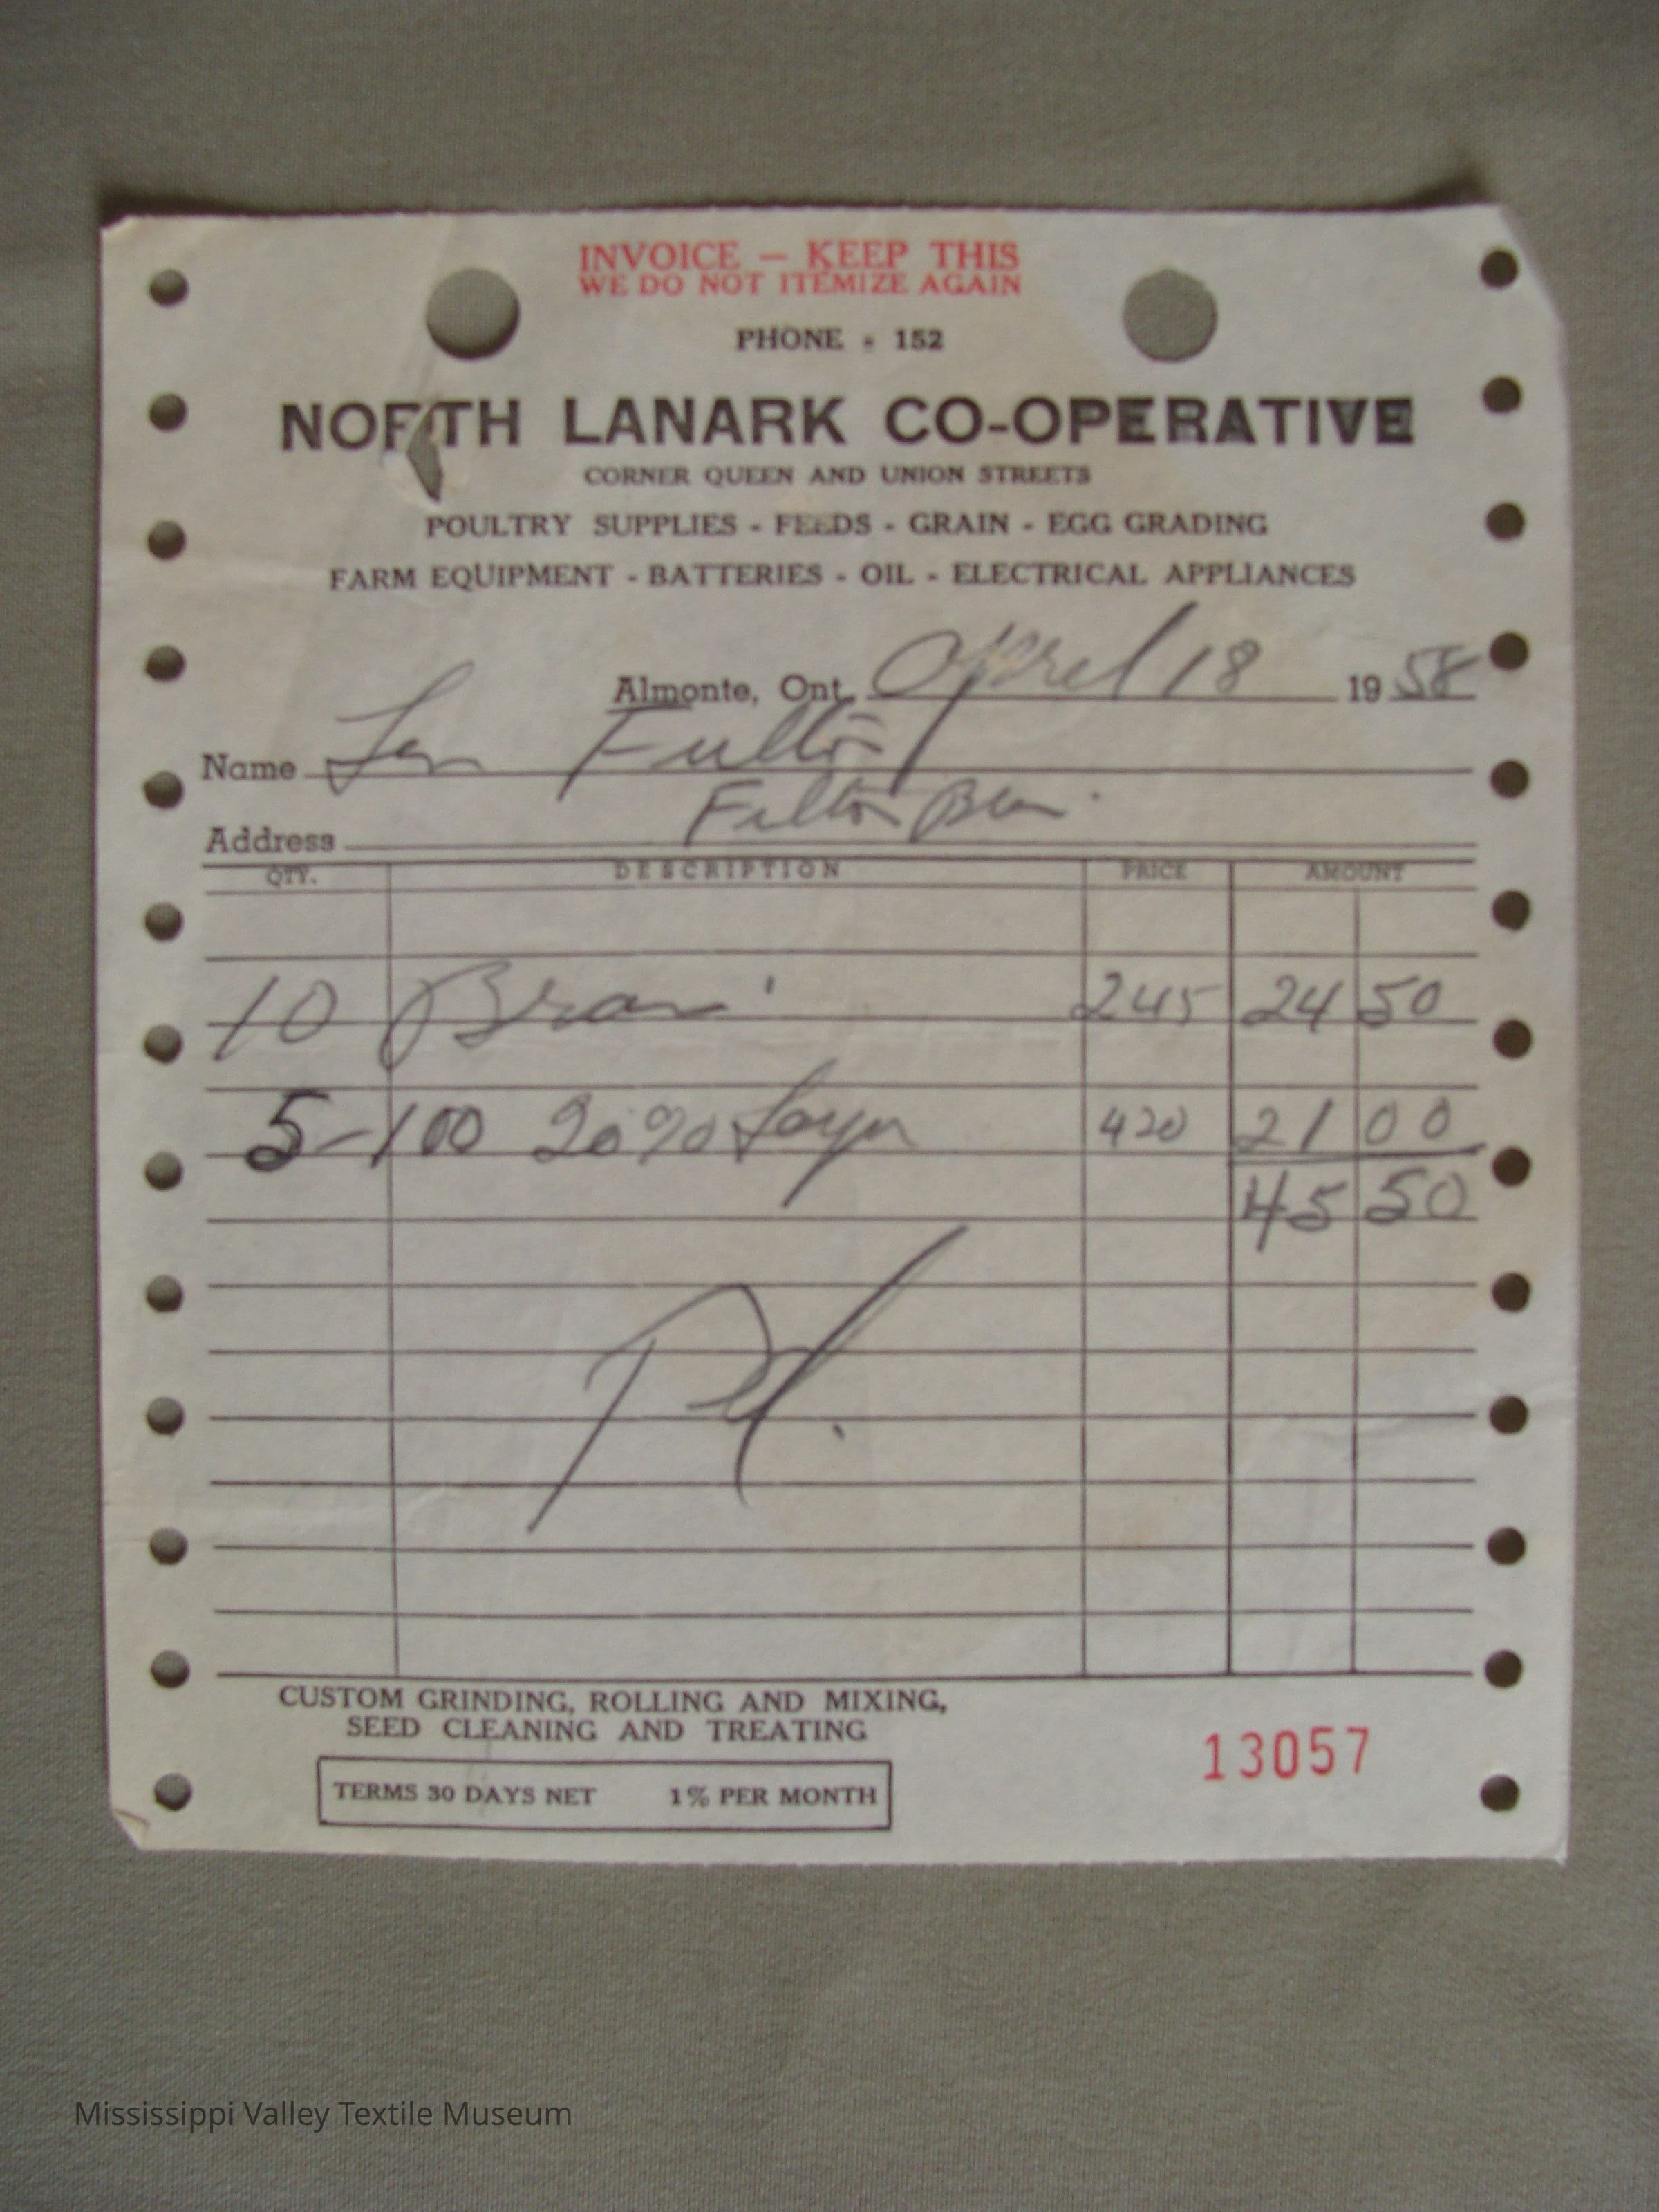 INVOICE — KEEP THIS
WE DO NOT ITEMIZE AGAIN
PHONE - 152
NORTH LANARK CO-OPERATIVE
CORNER QUEEN AND UNION STREETS
POULTRY SUPPLIES - FEEDS - GRAIN - EGG GRADING
FARM EQUIPMENT - BATTERIES - OIL - ELECTRICAL APPLIANCES
Almonte, Ont. April 18 19 58
Name Fulton
Address
QTY. DESCRIPTION PRICE AMOUNT
10 Bran 245 24 50
5-100 20% Layer 420 21 00
45 50
Pd.
CUSTOM GRINDING, ROLLING AND MIXING,
SEED CLEANING AND TREATING
13057
TERMS 30 DAYS NET 1% PER MONTH
Mississippi Valley Textile Museum